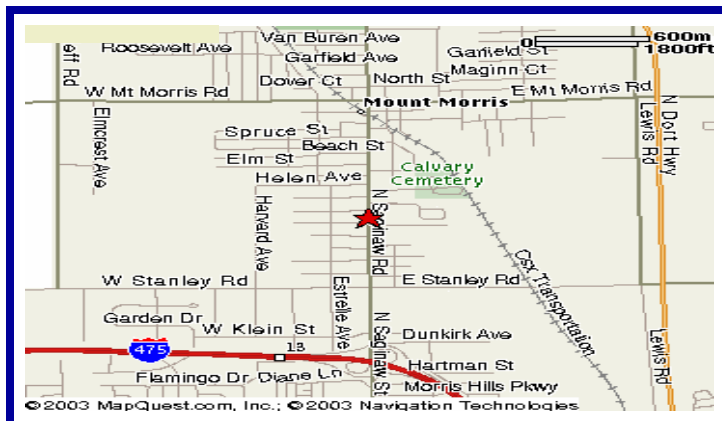 Van Buren Ave
Roosevelt Ave
Garfield Ave
Garfield St
0 600m
1800ft
Maginn Ct
Dover Ct
North St
W Mt Morris Rd
E Mt Morris Rd
Mount Morris
eff Rd
Elmcrest Ave
Spruce St
Beach St
Elm St
Helen Ave
Calvary
Cemetery
N Dort Hwy
Lewis Rd
Harvard Ave
N Saginaw Rd
W Stanley Rd
E Stanley Rd
Estrelle Ave
Csx Transportation
Garden Dr
W Klein St
13
475
N Saginaw St
Dunkirk Ave
Hartman St
Lewis Rd
Flamingo Dr
Diane Ln
Morris Hills Pkwy
©2003 MapQuest.com, Inc.; ©2003 Navigation Technologies